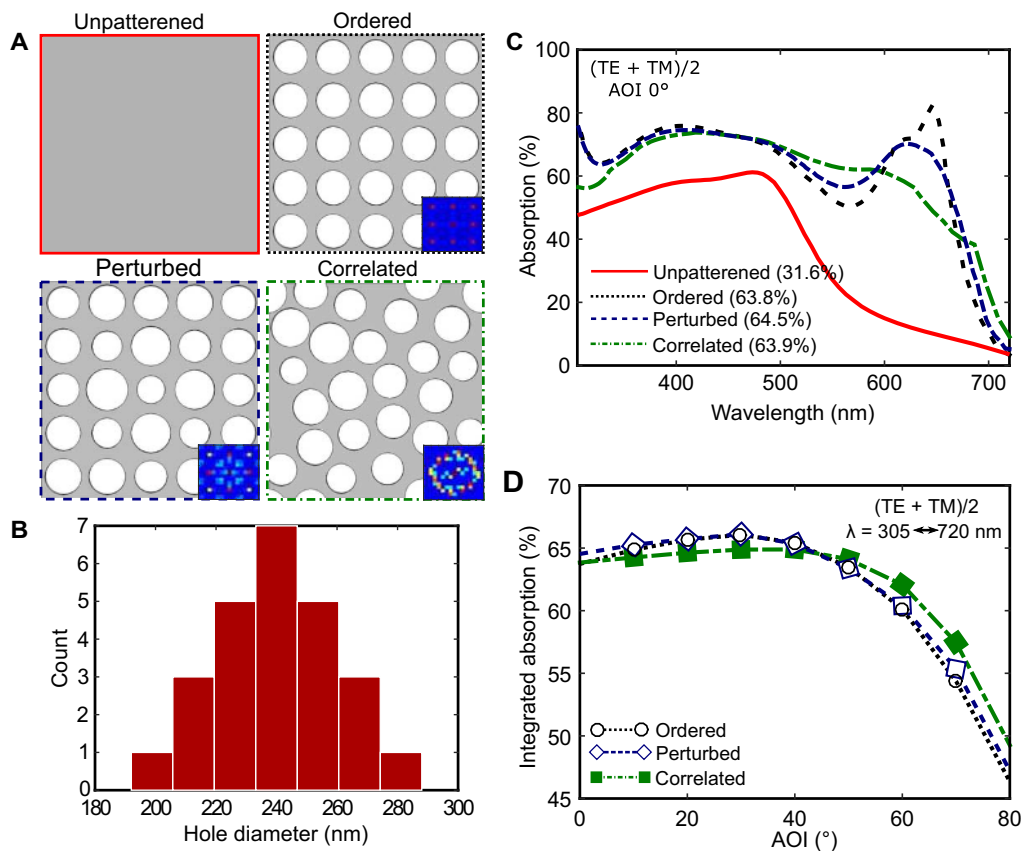 A
Unpatterened
Ordered
Perturbed
Correlated
B
Count
7
6
5
4
3
2
1
0
180
200
220
240
260
280
300
Hole diameter (nm)
C
Absorption (%)
100
80
60
40
20
0
(TE + TM)/2
AOI 0°
Unpatterened (31.6%)
Ordered (63.8%)
Perturbed (64.5%)
Correlated (63.9%)
400
500
600
700
Wavelength (nm)
D
Integrated absorption (%)
70
65
60
55
50
45
(TE + TM)/2
λ = 305 ↔ 720 nm
Ordered
Perturbed
Correlated
0
20
40
60
80
AOI (°)